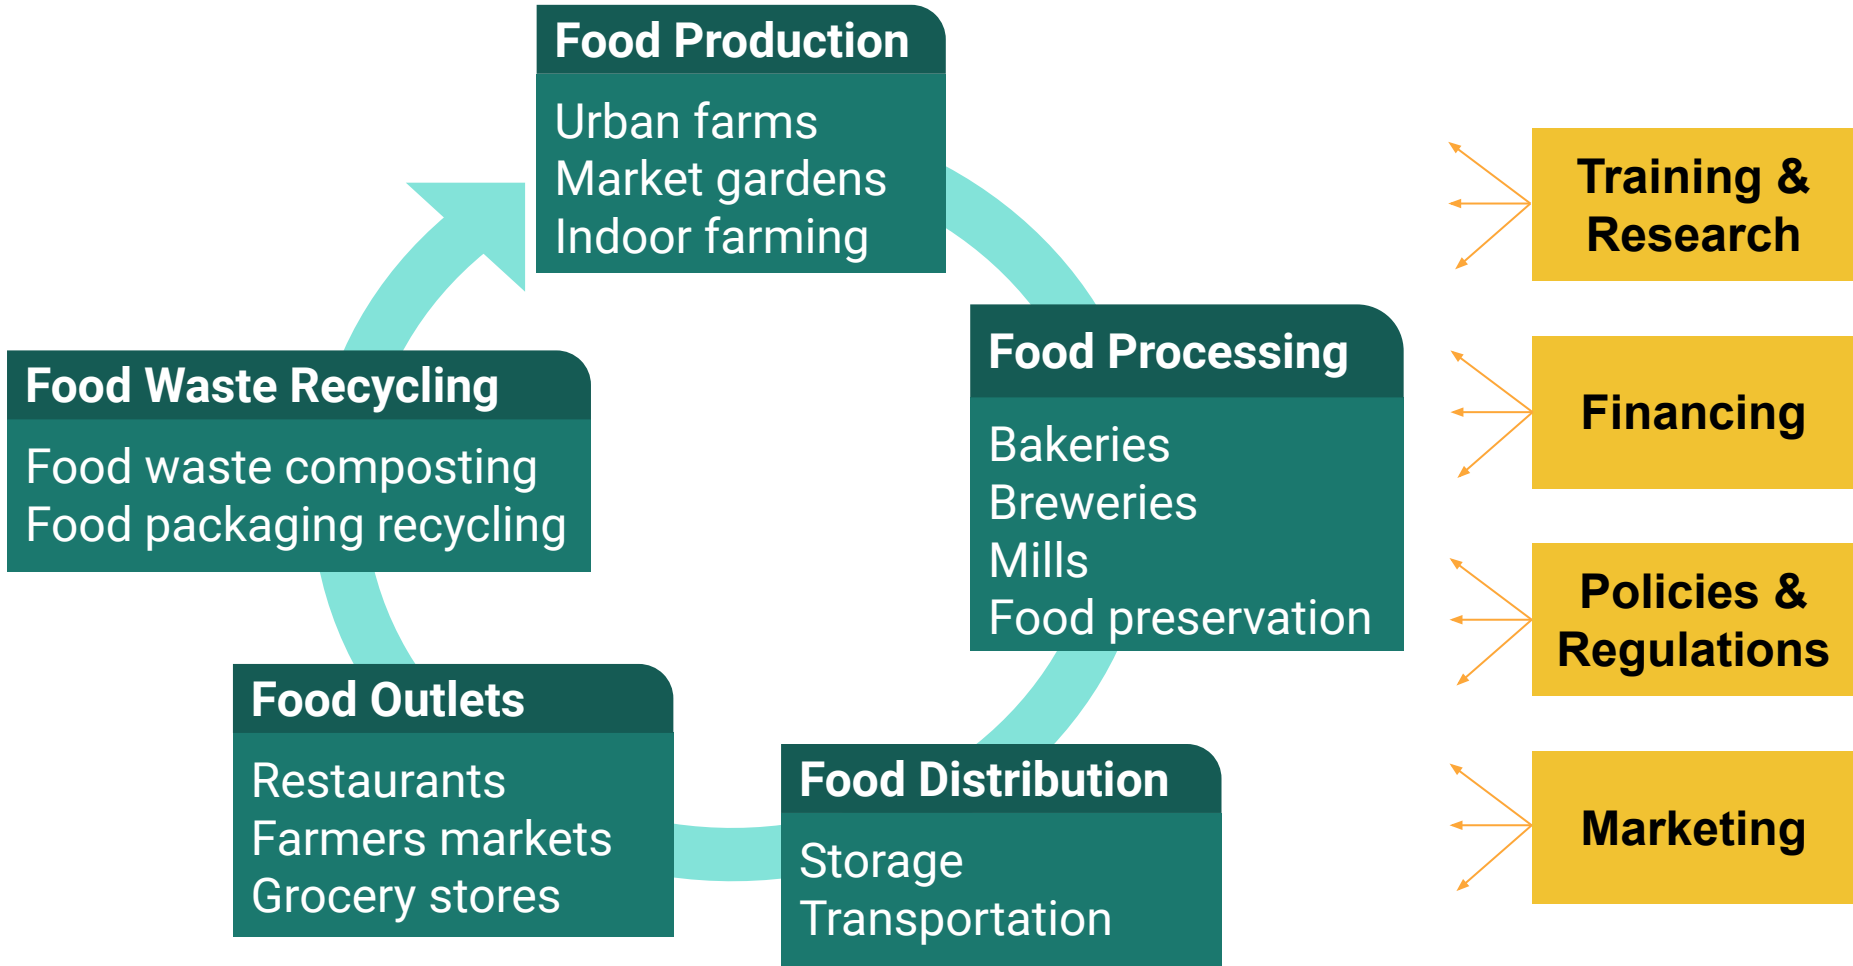 Food Production
Urban farms
Market gardens
Indoor farming
Food Processing
Bakeries
Breweries
Mills
Food preservation
Food Distribution
Storage
Transportation
Food Outlets
Restaurants
Farmers markets
Grocery stores
Food Waste Recycling
Food waste composting
Food packaging recycling
Training &
Research
Financing
Policies &
Regulations
Marketing